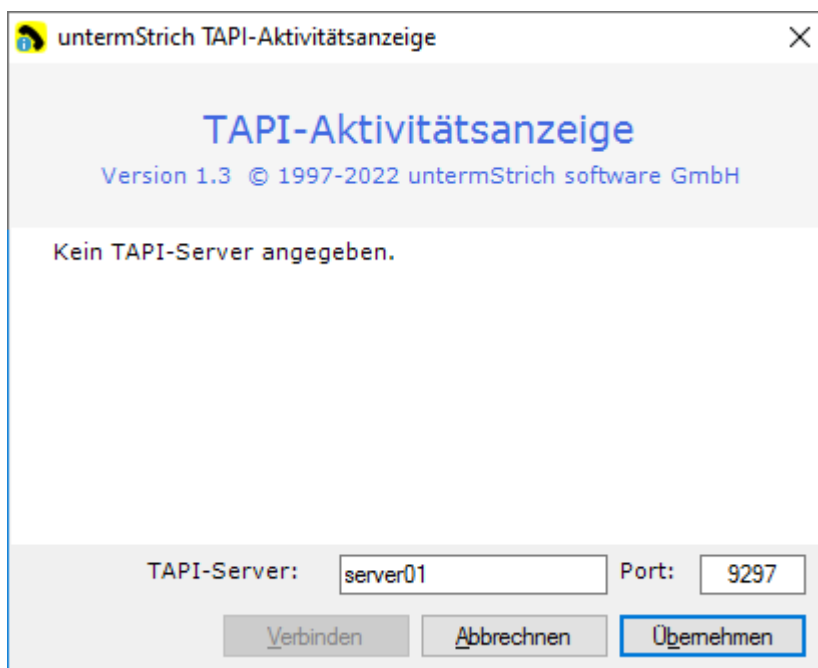 untermStrich TAPI-Aktivitätsanzeige
TAPI-Aktivitätsanzeige
Version 1.3 © 1997-2022 untermStrich software GmbH
Kein TAPI-Server angegeben.
TAPI-Server: server01 Port: 9297
Verbinden Abbrechnen Übernehmen